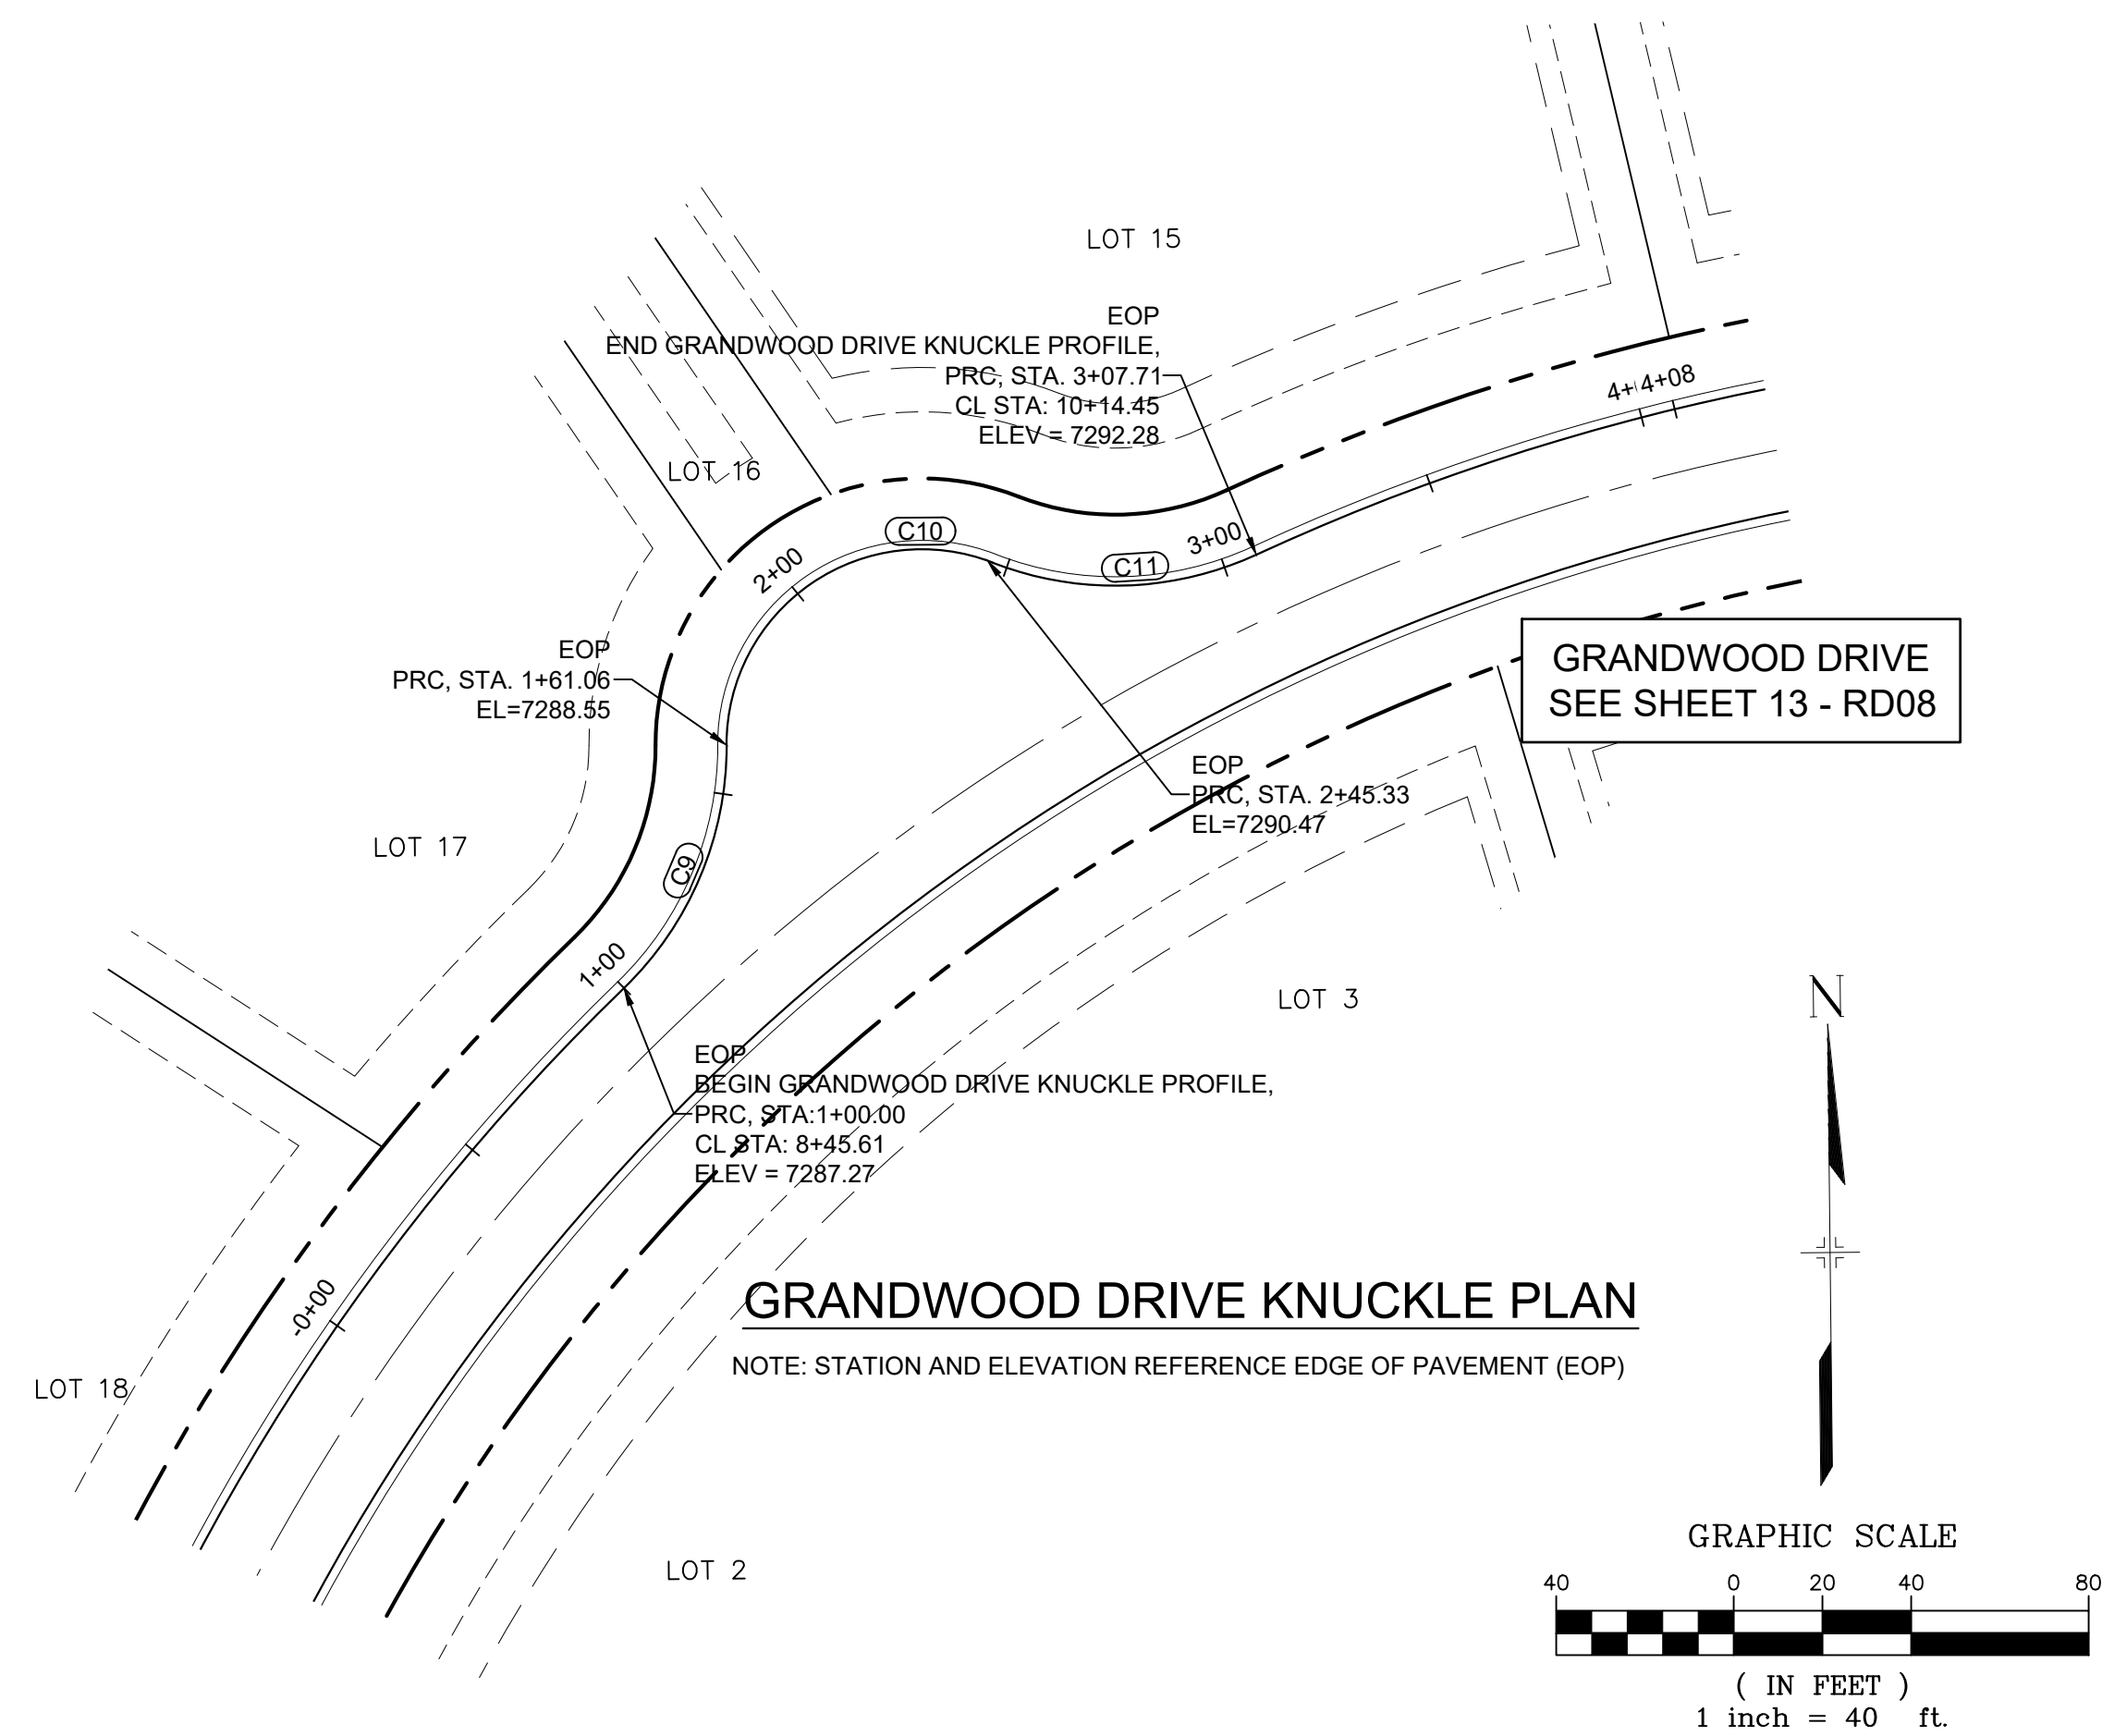 LOT 15
EOP
END GRANDWOOD DRIVE KNUCKLE PROFILE,
PRC, STA. 3+07.71
CL STA: 10+14.45
ELEV = 7292.28
4+08
LOT 16
C10
3+00
C11
2+00
EOP
PRC, STA. 1+61.06
EL=7288.55
GRANDWOOD DRIVE
SEE SHEET 13 - RD08
EOP
PRC, STA. 2+45.33
EL=7290.47
LOT 17
C9
1+00
LOT 3
N
EOP
BEGIN GRANDWOOD DRIVE KNUCKLE PROFILE,
PRC, STA:1+00.00
CL STA: 8+45.61
ELEV = 7287.27
-0+00
GRANDWOOD DRIVE KNUCKLE PLAN
NOTE: STATION AND ELEVATION REFERENCE EDGE OF PAVEMENT (EOP)
LOT 18
LOT 2
GRAPHIC SCALE
40 0 20 40 80
( IN FEET )
1 inch = 40 ft.